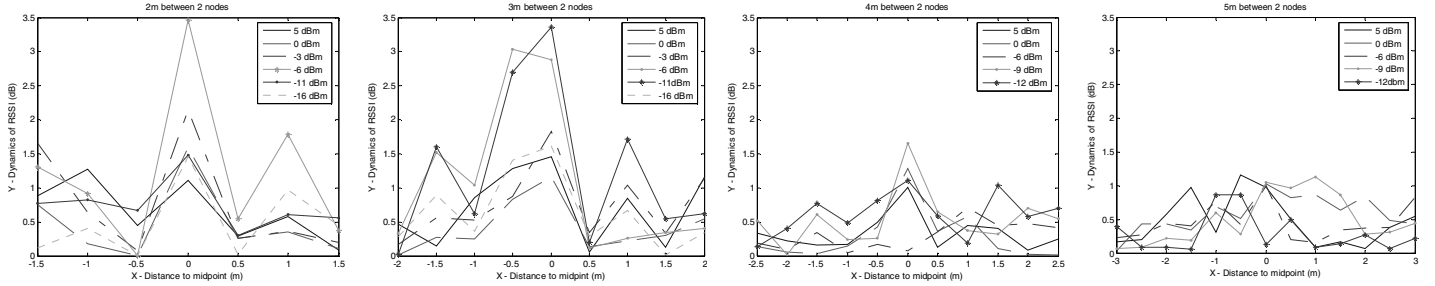 2m between 2 nodes
3.5
3
2.5
2
1.5
1
0.5
0
Y - Dynamics of RSSI (dB)
5 dBm
0 dBm
-3 dBm
-6 dBm
-11 dBm
-16 dBm
-1.5 -1 -0.5 0 0.5 1 1.5
X - Distance to midpoint (m)
3m between 2 nodes
3.5
3
2.5
2
1.5
1
0.5
0
Y - Dynamics of RSSI (dB)
5 dBm
0 dBm
-3 dBm
-6 dBm
-11dBm
-16 dBm
-2 -1.5 -1 -0.5 0 0.5 1 1.5 2
X - Distance to midpoint (m)
4m between 2 nodes
3.5
3
2.5
2
1.5
1
0.5
0
Y - Dynamics of RSSI (dB)
5 dBm
0 dBm
-6 dBm
-9 dBm
-12 dBm
-2.5 -2 -1.5 -1 -0.5 0 0.5 1 1.5 2 2.5
X - Distance to midpoint (m)
5m between 2 nodes
3.5
3
2.5
2
1.5
1
0.5
0
Y - Dynamics of RSSI (dB)
5 dBm
0 dBm
-6 dBm
-9 dBm
-12dbm
-3 -2 -1 0 1 2 3
X - Distance to midpoint (m)